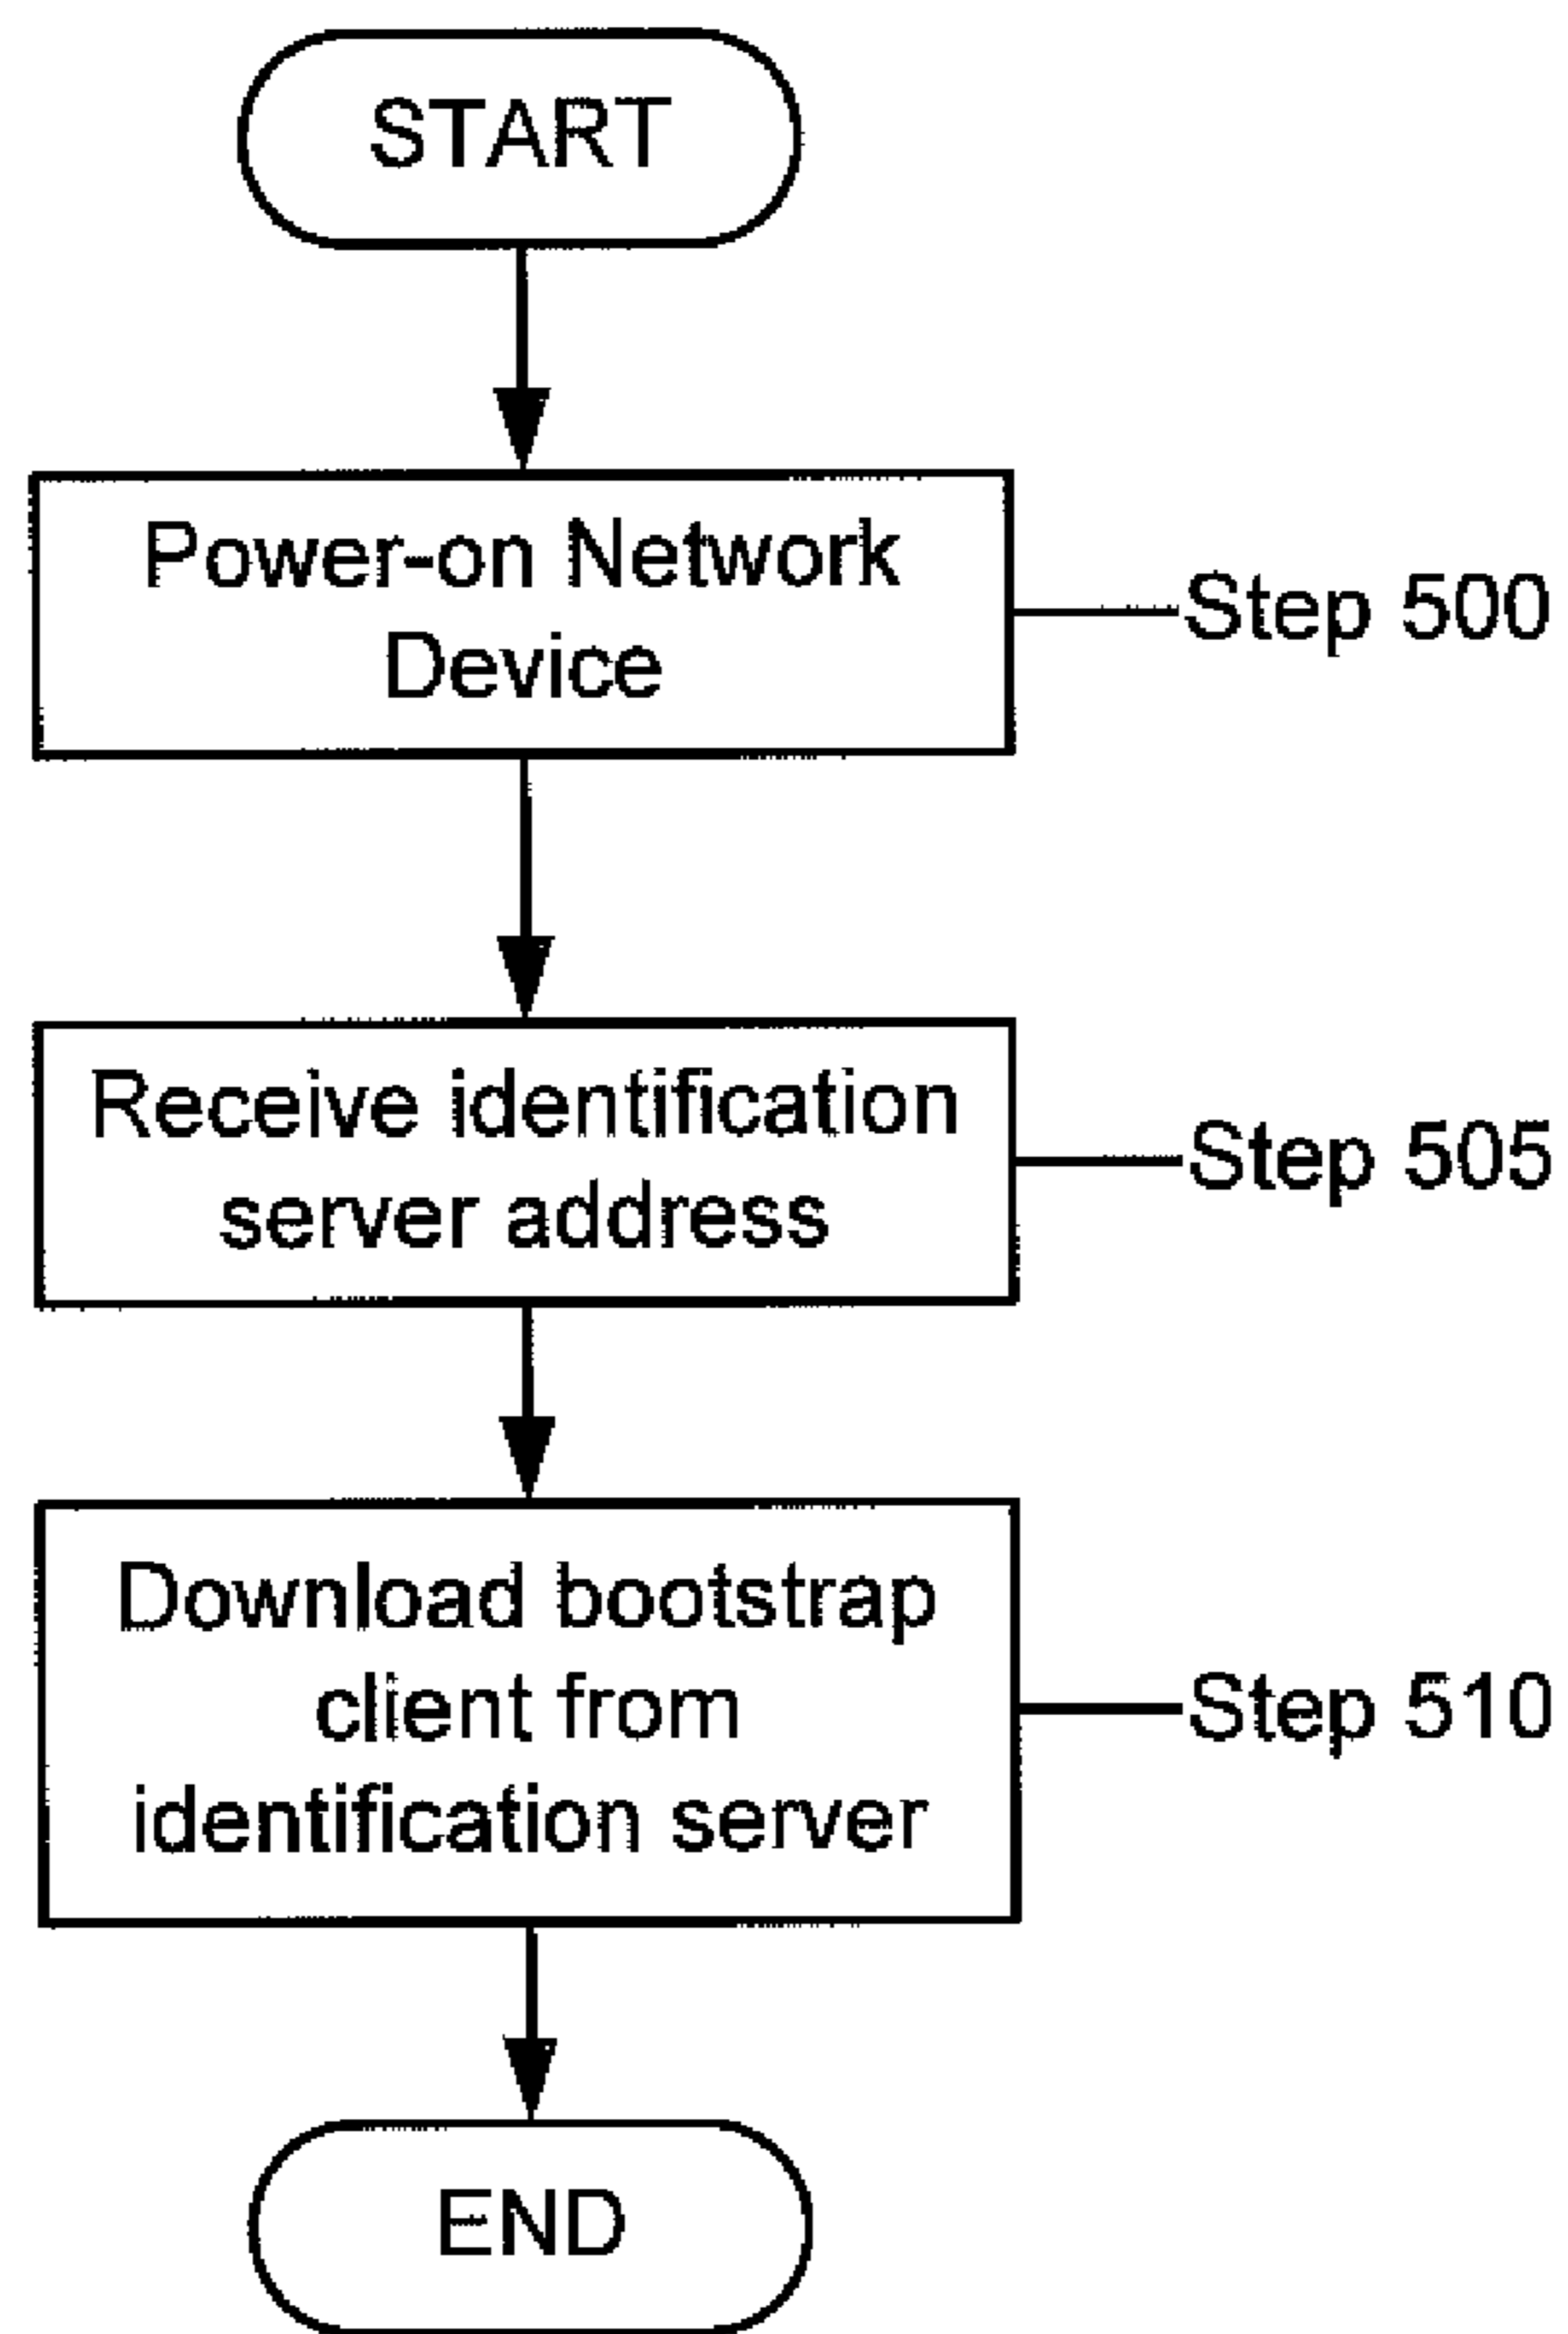 START
Power-on Network
Device
Step 500
Receive identification
server address
Step 505
Download bootstrap
client from
identification server
Step 510
END